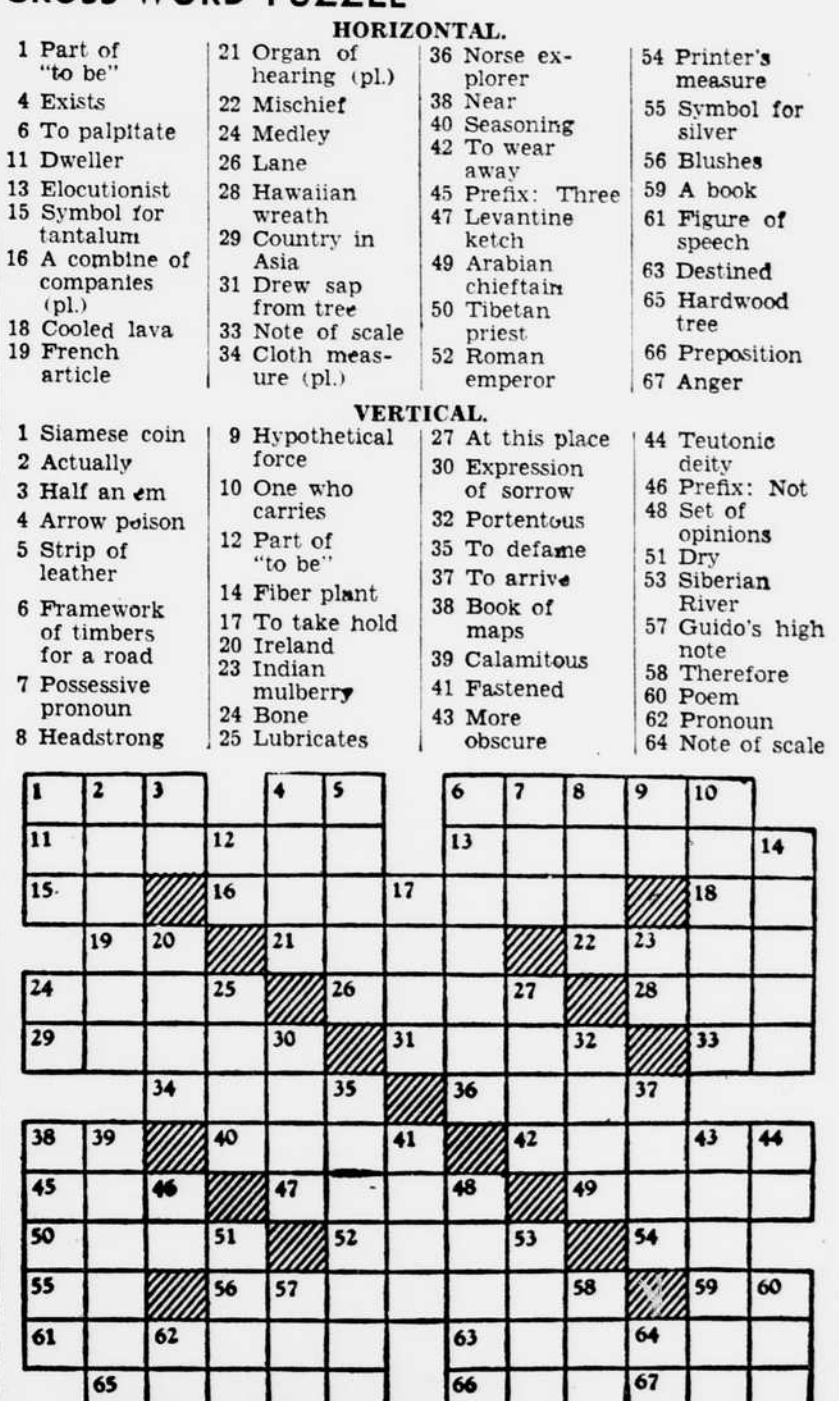 CROSS WORD PUZZLE
HORIZONTAL.
1 Part of
"to be"
4 Exists
6 To palpitate
11 Dweller
13 Elocutionist
15 Symbol for
tantalum
16 A combine of
companies
(pl.)
18 Cooled lava
19 French
article
21 Organ of
hearing (pl.)
22 Mischief
24 Medley
26 Lane
28 Hawaiian
wreath
29 Country in
Asia
31 Drew sap
from tree
33 Note of scale
34 Cloth meas-
ure (pl.)
36 Norse ex-
plorer
38 Near
40 Seasoning
42 To wear
away
45 Prefix: Three
47 Levantine
ketch
49 Arabian
chieftain
50 Tibetan
priest
52 Roman
emperor
54 Printer's
measure
55 Symbol for
silver
56 Blushes
59 A book
61 Figure of
speech
63 Destined
65 Hardwood
tree
66 Preposition
67 Anger
VERTICAL.
1 Siamese coin
2 Actually
3 Half an em
4 Arrow poison
5 Strip of
leather
6 Framework
of timbers
for a road
7 Possessive
pronoun
8 Headstrong
9 Hypothetical
force
10 One who
carries
12 Part of
"to be"
14 Fiber plant
17 To take hold
20 Ireland
23 Indian
mulberry
24 Bone
25 Lubricates
27 At this place
30 Expression
of sorrow
32 Portentous
35 To defame
37 To arrive
38 Book of
maps
39 Calamitous
41 Fastened
43 More
obscure
44 Teutonic
deity
46 Prefix: Not
48 Set of
opinions
51 Dry
53 Siberian
River
57 Guido's high
note
58 Therefore
60 Poem
62 Pronoun
64 Note of scale
1 2 3 4 5 6 7 8 9 10
11 12 13 14
15 16 17 18
19 20 21 22 23
24 25 26 27 28
29 30 31 32 33
34 35 36 37
38 39 40 41 42 43 44
45 46 47 48 49
50 51 52 53 54
55 56 57 58 59 60
61 62 63 64
65 66 67